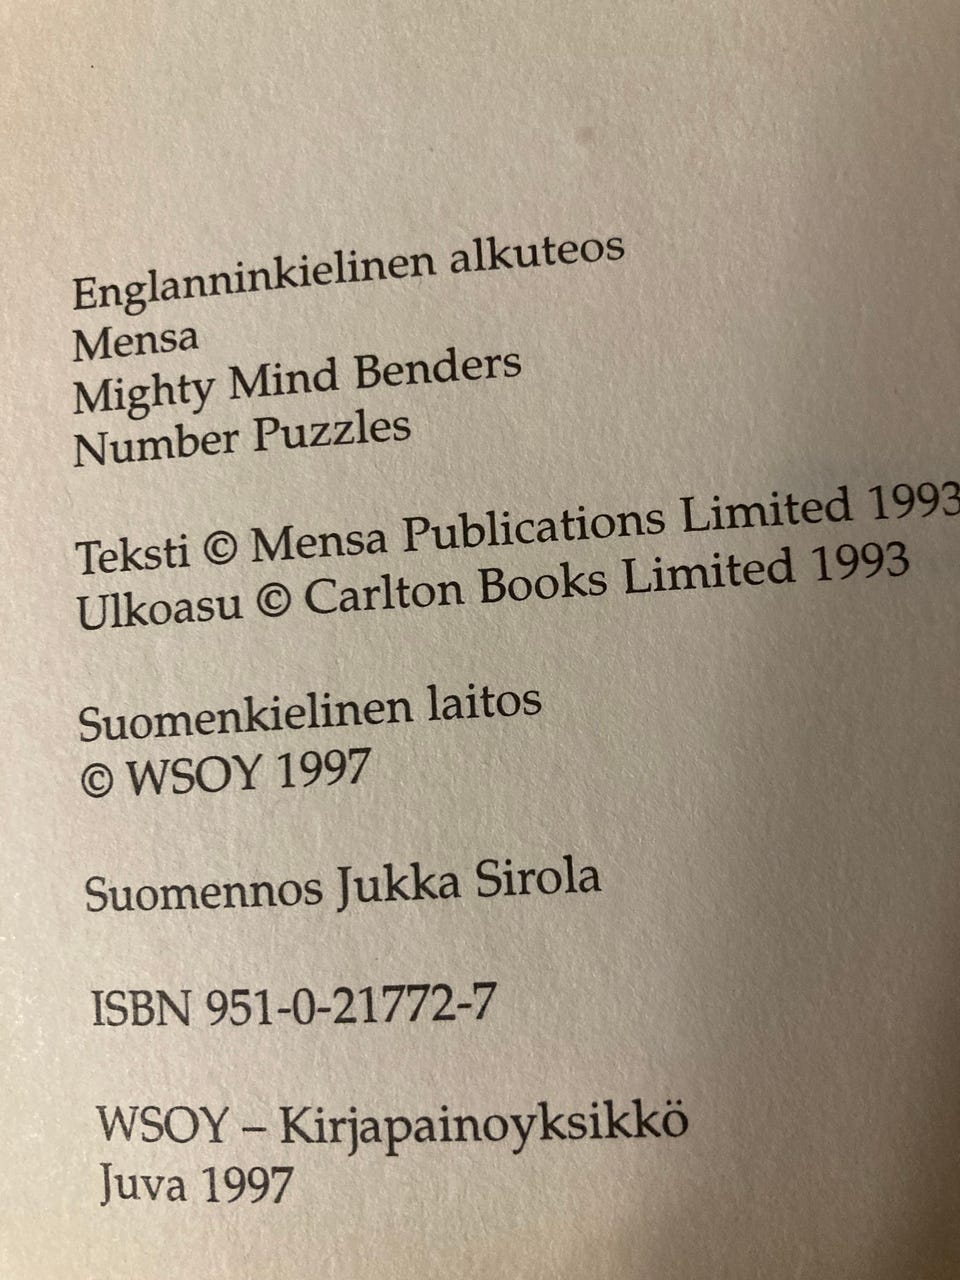 Englanninkielinen alkuteos
Mensa
Mighty Mind Benders
Number Puzzles
Teksti © Mensa Publications Limited 1993
Ulkoasu © Carlton Books Limited 1993
Suomenkielinen laitos
© WSOY 1997
Suomennos Jukka Sirola
ISBN 951-0-21772-7
WSOY – Kirjapainoyksikkö
Juva 1997